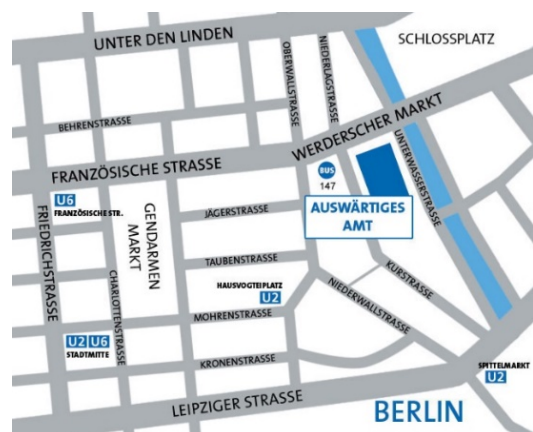 UNTER DEN LINDEN
SCHLOSSPLATZ
OBERWALLSTRASSE
NIEDERLAGSTRASSE
BEHRENSTRASSE
WERDERSCHER MARKT
FRANZÖSISCHE STRASSE
UNTERWASSERSTRASSE
BUS
147
U6
FRANZÖSISCHE STR.
FRIEDRICHSTRASSE
GENDARMEN
MARKT
JÄGERSTRASSE
AUSWÄRTIGES
AMT
TAUBENSTRASSE
CHARLOTTENSTRASSE
HAUSVOGTEIPLATZ
U2
KURSTRASSE
NIEDERWALLSTRASSE
MOHRENSTRASSE
U2 U6
STADTMITTE
KRONENSTRASSE
SPITTELMARKT
U2
LEIPZIGER STRASSE
BERLIN